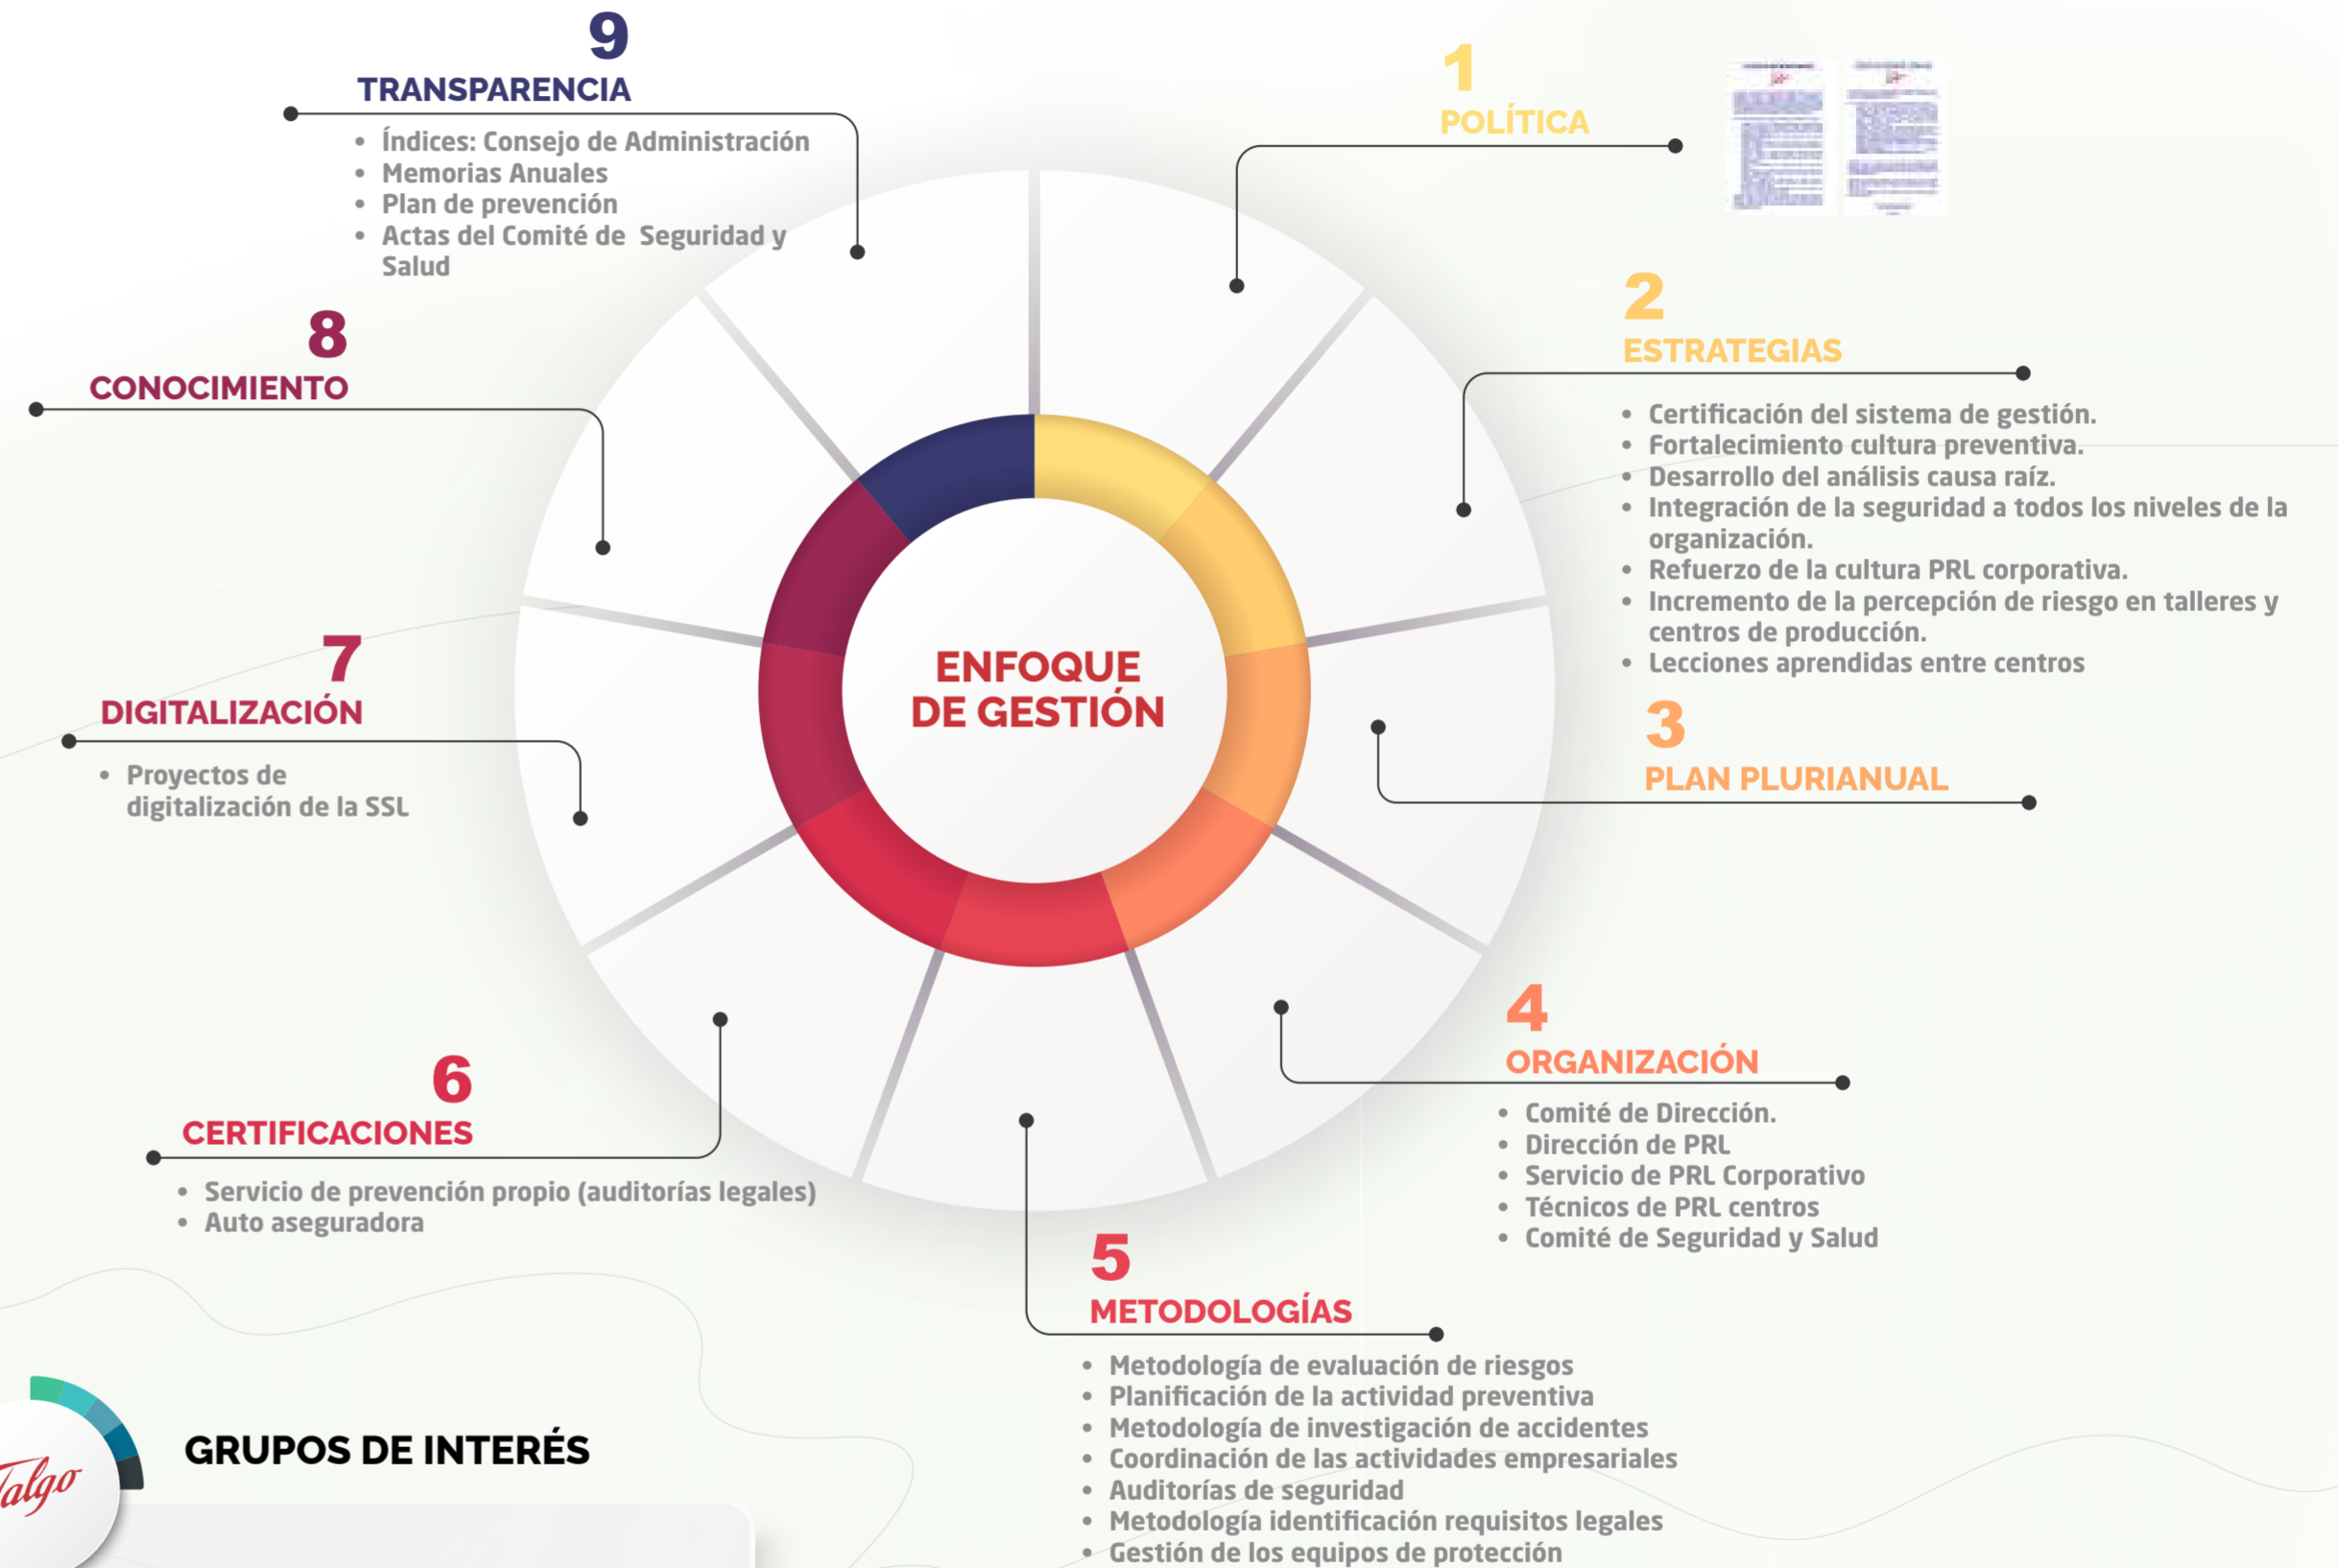 9
TRANSPARENCIA
• Índices: Consejo de Administración
• Memorias Anuales
• Plan de prevención
• Actas del Comité de Seguridad y
Salud
1
POLÍTICA
2
ESTRATEGIAS
• Certificación del sistema de gestión.
• Fortalecimiento cultura preventiva.
• Desarrollo del análisis causa raíz.
• Integración de la seguridad a todos los niveles de la
organización.
• Refuerzo de la cultura PRL corporativa.
• Incremento de la percepción de riesgo en talleres y
centros de producción.
• Lecciones aprendidas entre centros
8
CONOCIMIENTO
ENFOQUE
DE GESTIÓN
7
DIGITALIZACIÓN
• Proyectos de
digitalización de la SSL
3
PLAN PLURIANUAL
4
ORGANIZACIÓN
• Comité de Dirección.
• Dirección de PRL
• Servicio de PRL Corporativo
• Técnicos de PRL centros
• Comité de Seguridad y Salud
6
CERTIFICACIONES
• Servicio de prevención propio (auditorías legales)
• Auto aseguradora
5
METODOLOGÍAS
• Metodología de evaluación de riesgos
• Planificación de la actividad preventiva
• Metodología de investigación de accidentes
• Coordinación de las actividades empresariales
• Auditorías de seguridad
• Metodología identificación requisitos legales
• Gestión de los equipos de protección
GRUPOS DE INTERÉS
Talgo